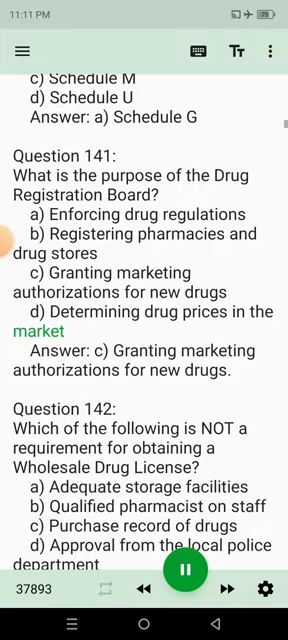 11:11 PM
78
c) Schedule M
d) Schedule U
Answer: a) Schedule G
Question 141:
What is the purpose of the Drug
Registration Board?
a) Enforcing drug regulations
b) Registering pharmacies and
drug stores
c) Granting marketing
authorizations for new drugs
d) Determining drug prices in the
market
Answer: c) Granting marketing
authorizations for new drugs.
Question 142:
Which of the following is NOT a
requirement for obtaining a
Wholesale Drug License?
a) Adequate storage facilities
b) Qualified pharmacist on staff
c) Purchase record of drugs
d) Approval from the local police
department
37893